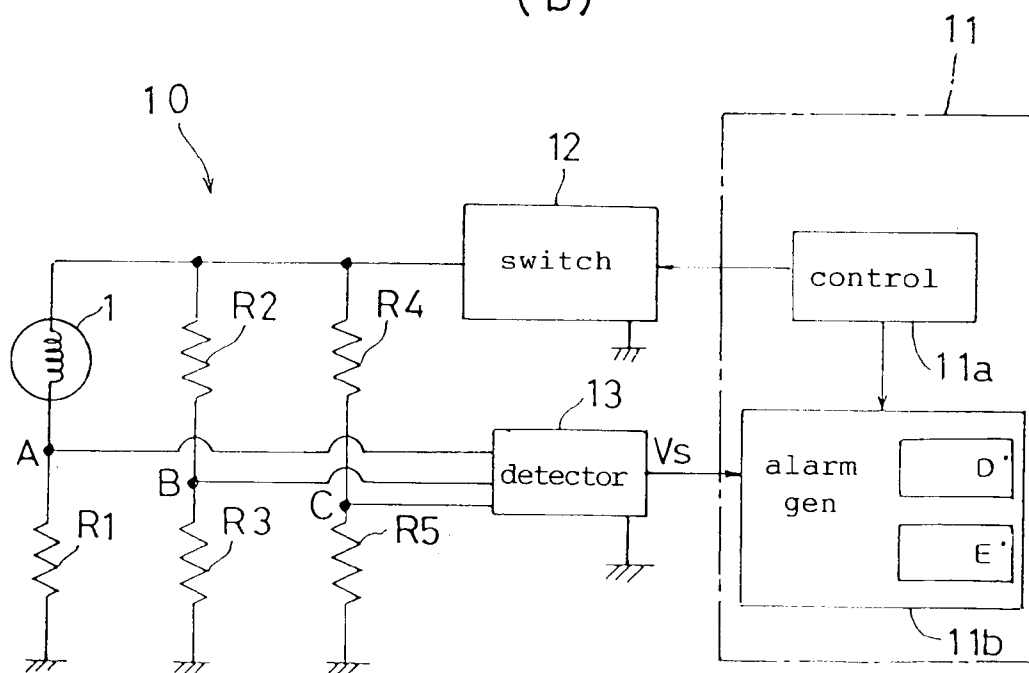 (b)
11
10
12
switch
control
1
R2
R4
11a
13
A
Vs
detector
alarm
gen
D
B
C
R1
R3
R5
E
11b